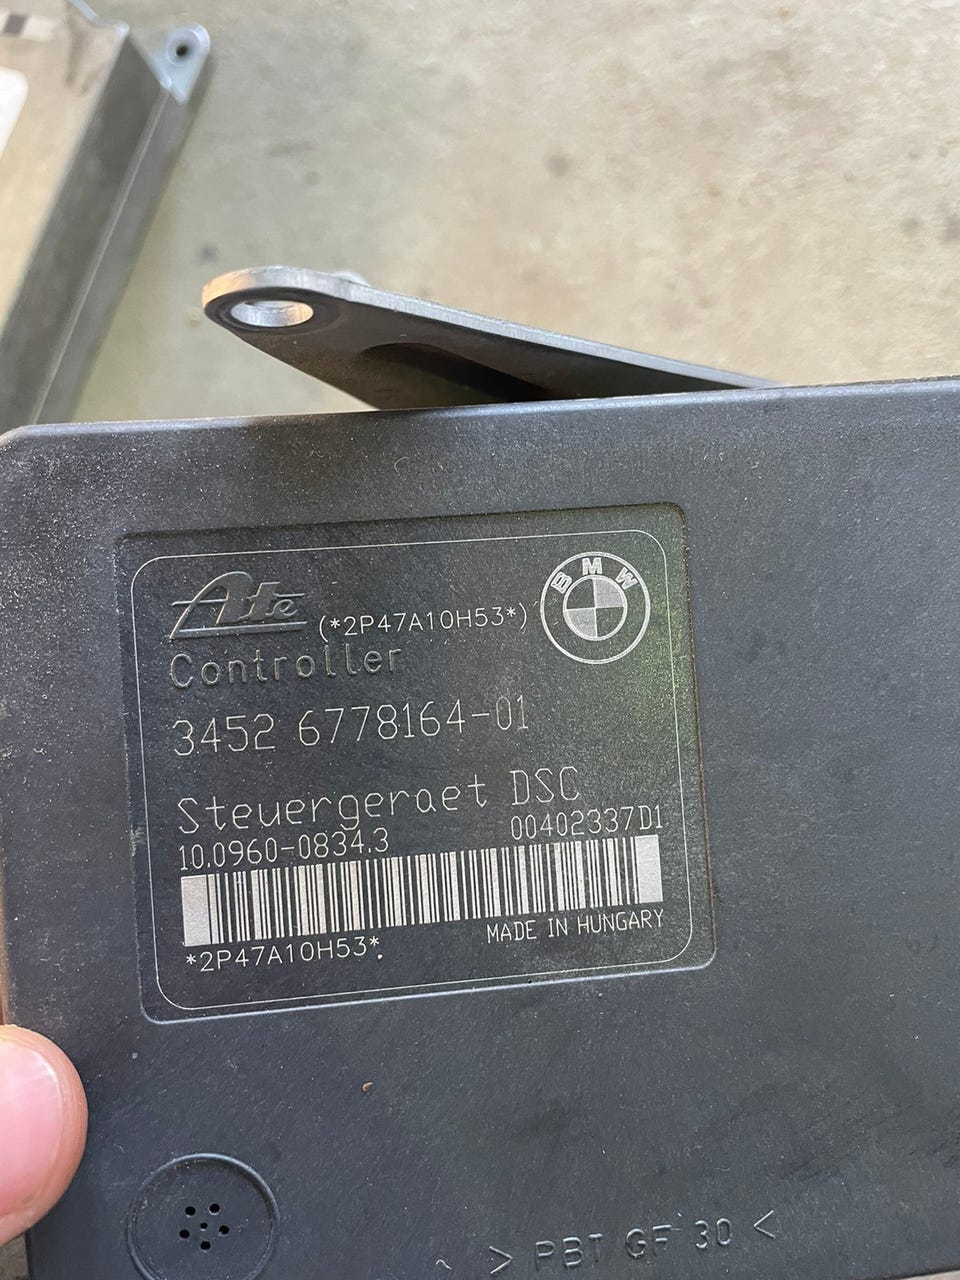 Ate
(*2P47A10H53*)
BMW
Controller
3452 6778164-01
Steuergeraet DSC
10.0960-0834.3
00402337D1
MADE IN HUNGARY
*2P47A10H53*
> PBT GF 30 <